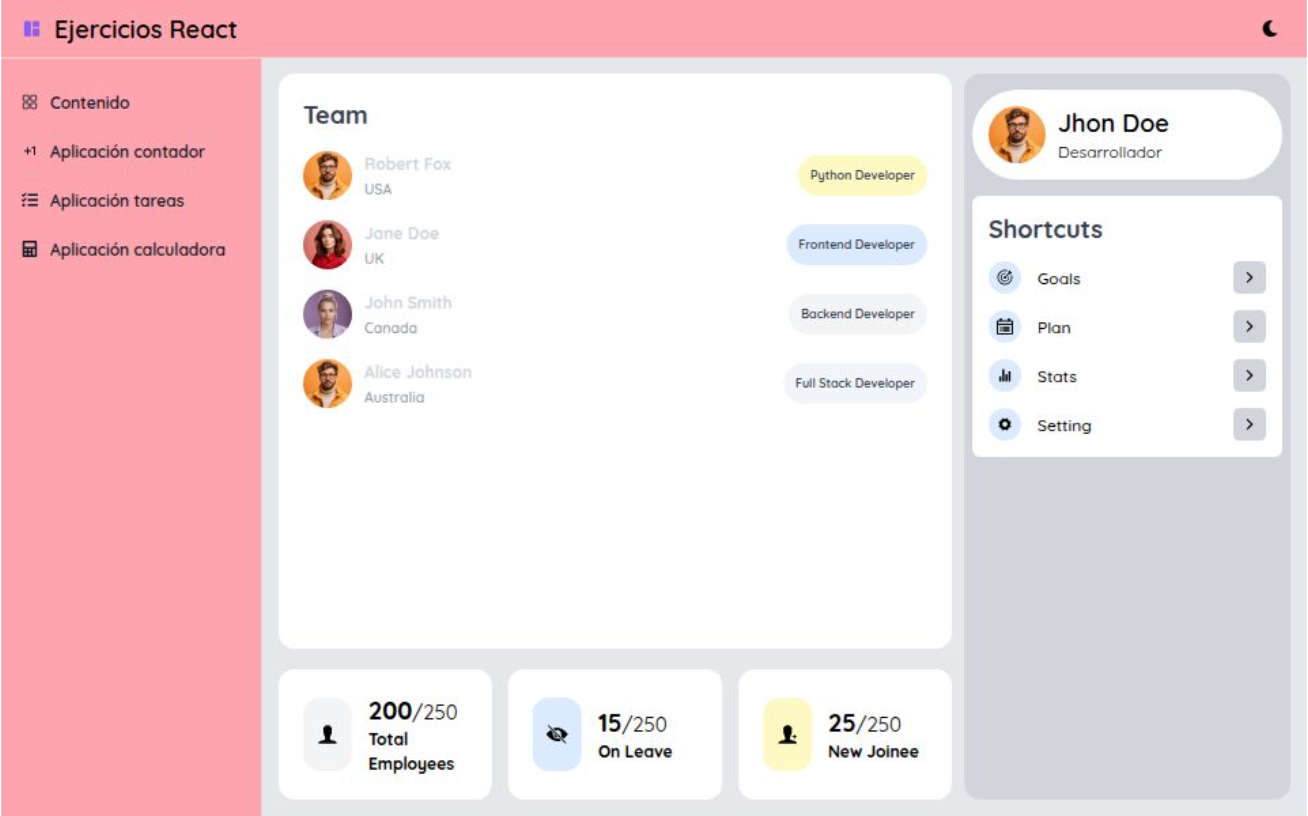 Ejercicios React
Contenido
+1 Aplicación contador
Aplicación tareas
Aplicación calculadora
Team
Robert Fox
USA
Python Developer
Jane Doe
UK
Frontend Developer
John Smith
Canada
Backend Developer
Alice Johnson
Australia
Full Stack Developer
200/250
Total
Employees
15/250
On Leave
25/250
New Joinee
Jhon Doe
Desarrollador
Shortcuts
Goals
Plan
Stats
Setting